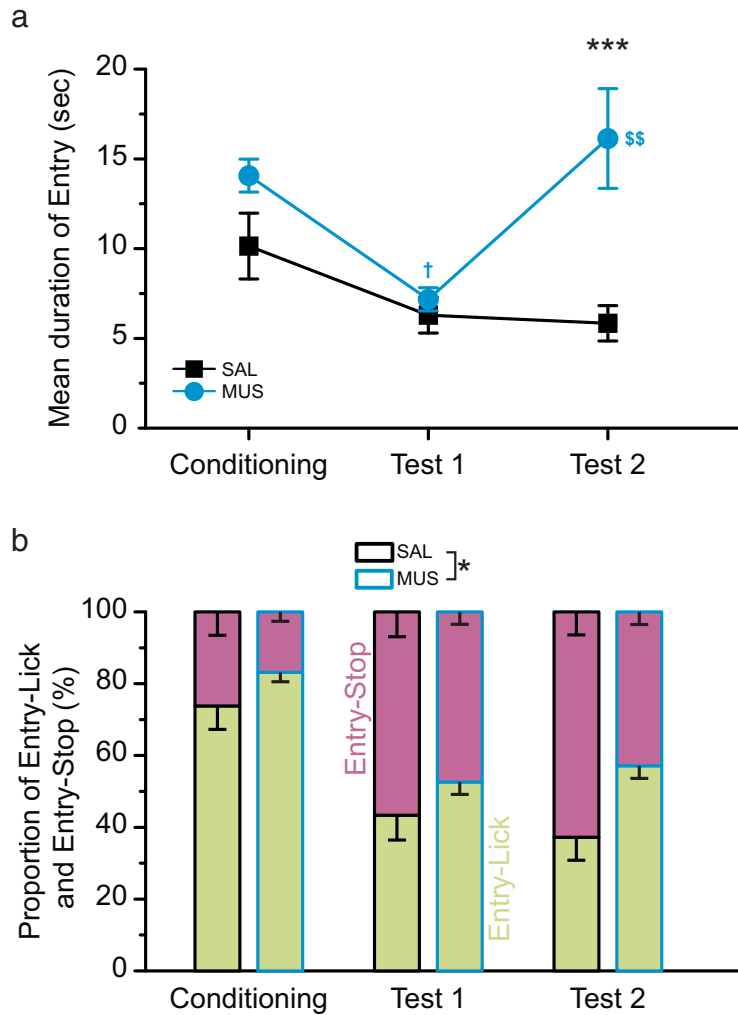 a
***
20
15
10
5
0
Mean duration of Entry (sec)
$$
†
SAL
MUS
Conditioning Test 1 Test 2
b
SAL
MUS
*
100
80
60
40
20
0
Proportion of Entry-Lick
and Entry-Stop (%)
Entry-Stop
Entry-Lick
Conditioning Test 1 Test 2